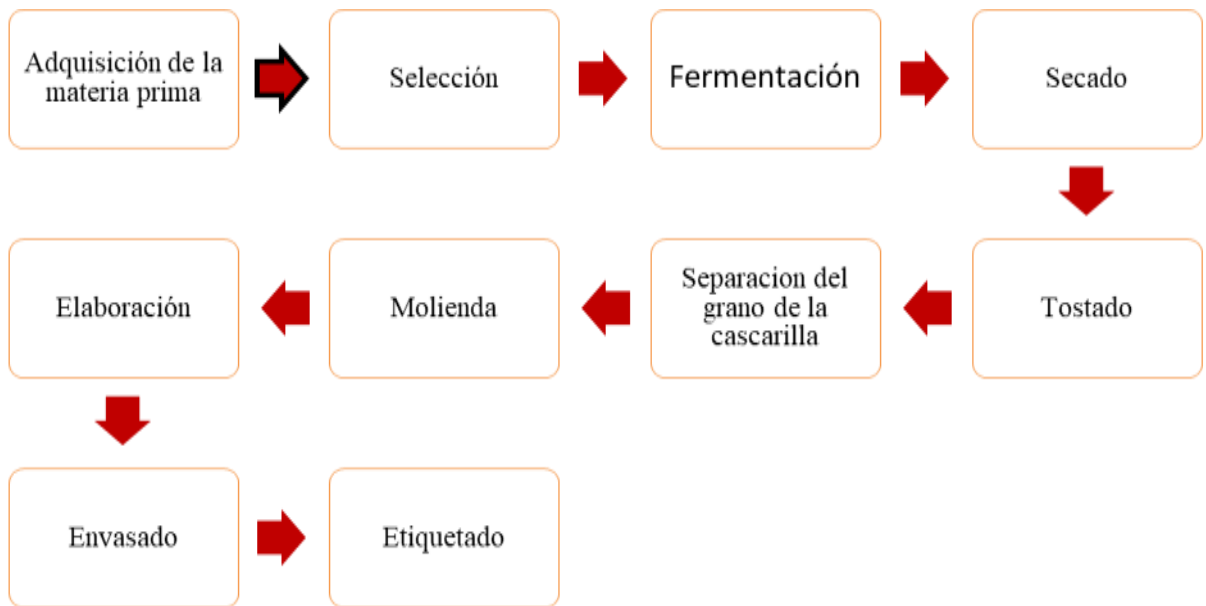 Adquisición de la
materia prima
Selección
Fermentación
Secado
Tostado
Separacion del
grano de la
cascarilla
Molienda
Elaboración
Envasado
Etiquetado